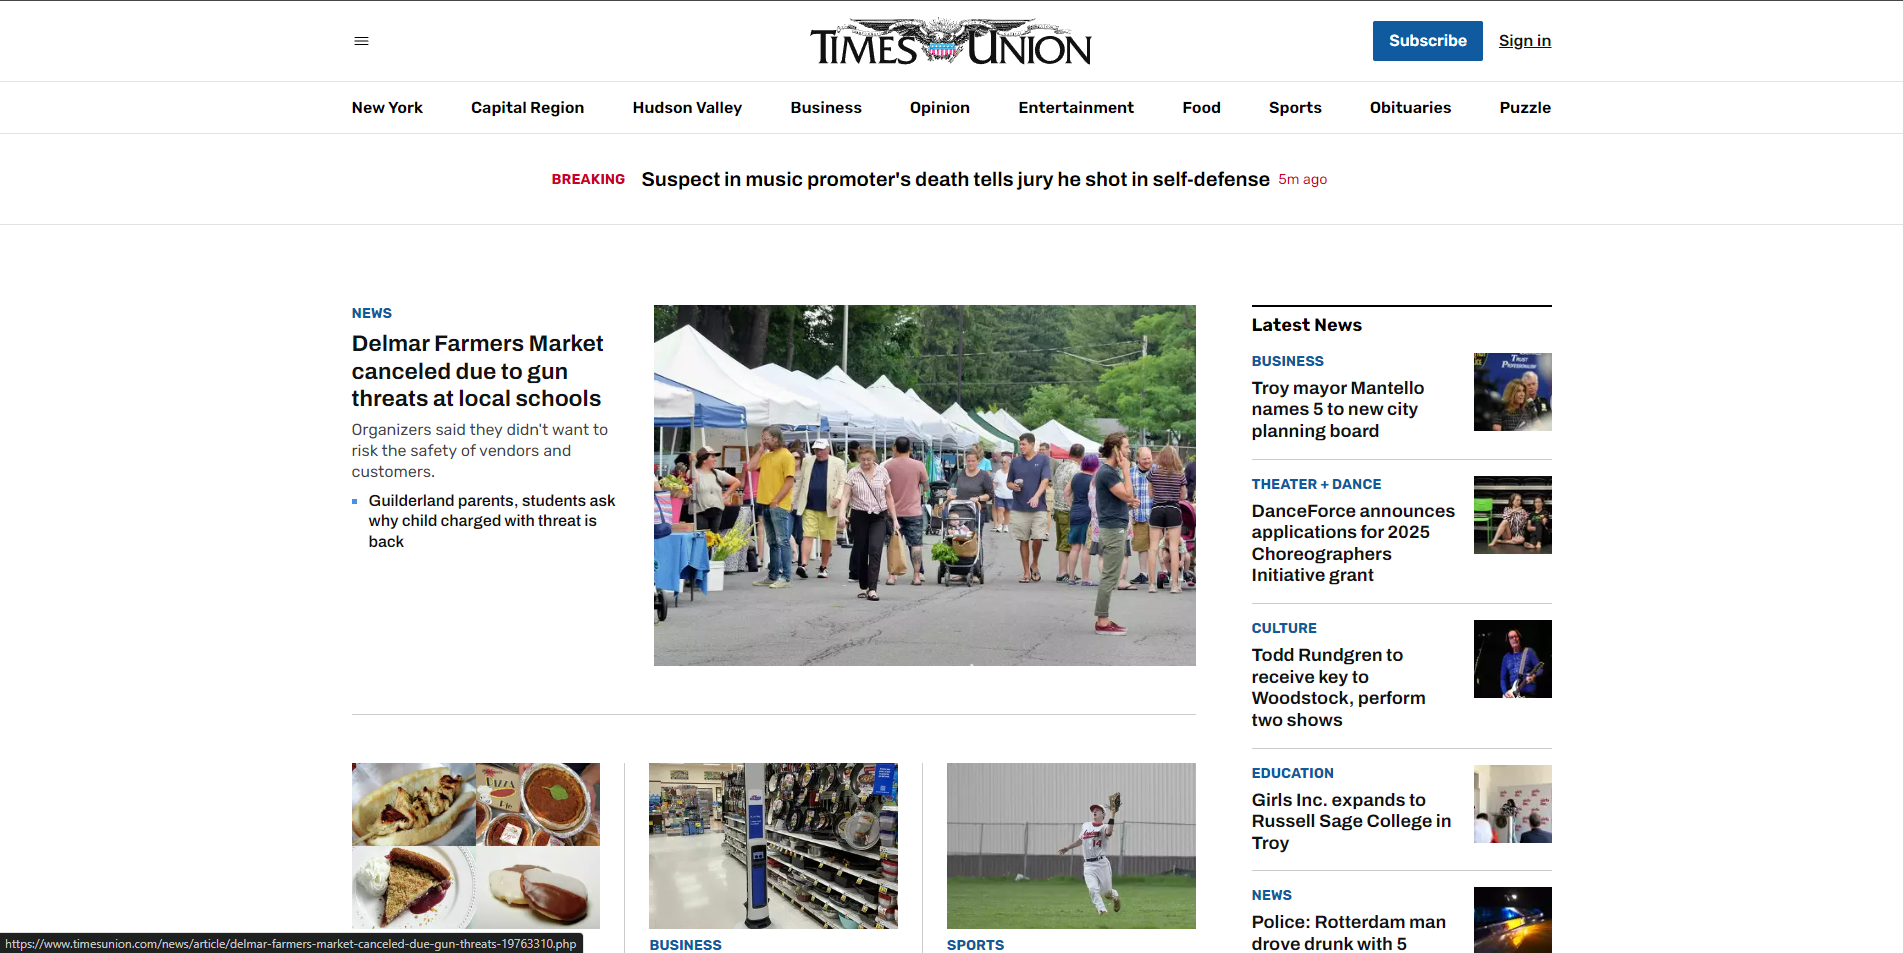 TIMES UNION
Subscribe
Sign in
New York
Capital Region
Hudson Valley
Business
Opinion
Entertainment
Food
Sports
Obituaries
Puzzle
BREAKING
Suspect in music promoter's death tells jury he shot in self-defense
5m ago
NEWS
Delmar Farmers Market
canceled due to gun
threats at local schools
Organizers said they didn't want to
risk the safety of vendors and
customers.
Guilderland parents, students ask
why child charged with threat is
back
Latest News
BUSINESS
Troy mayor Mantello
names 5 to new city
planning board
THEATER + DANCE
DanceForce announces
applications for 2025
Choreographers
Initiative grant
CULTURE
Todd Rundgren to
receive key to
Woodstock, perform
two shows
EDUCATION
Girls Inc. expands to
Russell Sage College in
Troy
NEWS
Police: Rotterdam man
drove drunk with 5
PIZZA
14
BUSINESS
SPORTS
https://www.timesunion.com/news/article/delmar-farmers-market-canceled-due-gun-threats-19763310.php